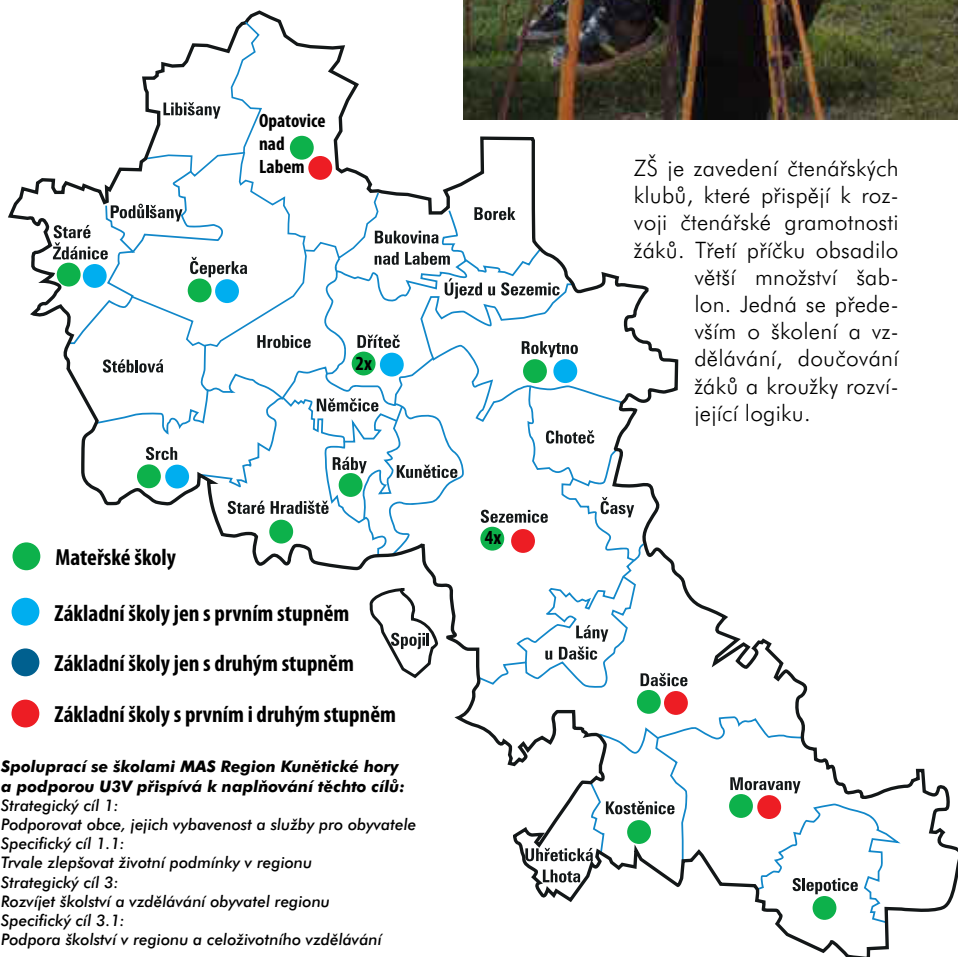 Libišany
Opatovice
nad
Labem
ZŠ je zavedení čtenářských
klubů, které přispějí k roz-
voji čtenářské gramotnosti
žáků. Třetí příčku obsadilo
větší množství šab-
lon. Jedná se přede-
vším o školení a vz-
dělávání, doučování
žáků a kroužky rozví-
jející logiku.
Borek
Podůlšany
Staré
Ždánice
Bukovina
nad Labem
Čeperka
Újezd u Sezemic
Hrobice
Dříteč
2x
Rokytno
Stéblová
Němčice
Choteč
Srch
Ráby
Kunětice
Staré Hradiště
Časy
Sezemice
4x
Mateřské školy
Základní školy jen s prvním stupněm
Základní školy jen s druhým stupněm
Základní školy s prvním i druhým stupněm
Spojil
Lány
u Dašic
Dašice
Moravany
Kostěnice
Uhřetická
Lhota
Slepotice
Spoluprací se školami MAS Region Kunětické hory
a podporou U3V přispívá k naplňování těchto cílů:
Strategický cíl 1:
Podporovat obce, jejich vybavenost a služby pro obyvatele
Specifický cíl 1.1:
Trvale zlepšovat životní podmínky v regionu
Strategický cíl 3:
Rozvíjet školství a vzdělávání obyvatel regionu
Specifický cíl 3.1:
Podpora školství v regionu a celoživotního vzdělávání